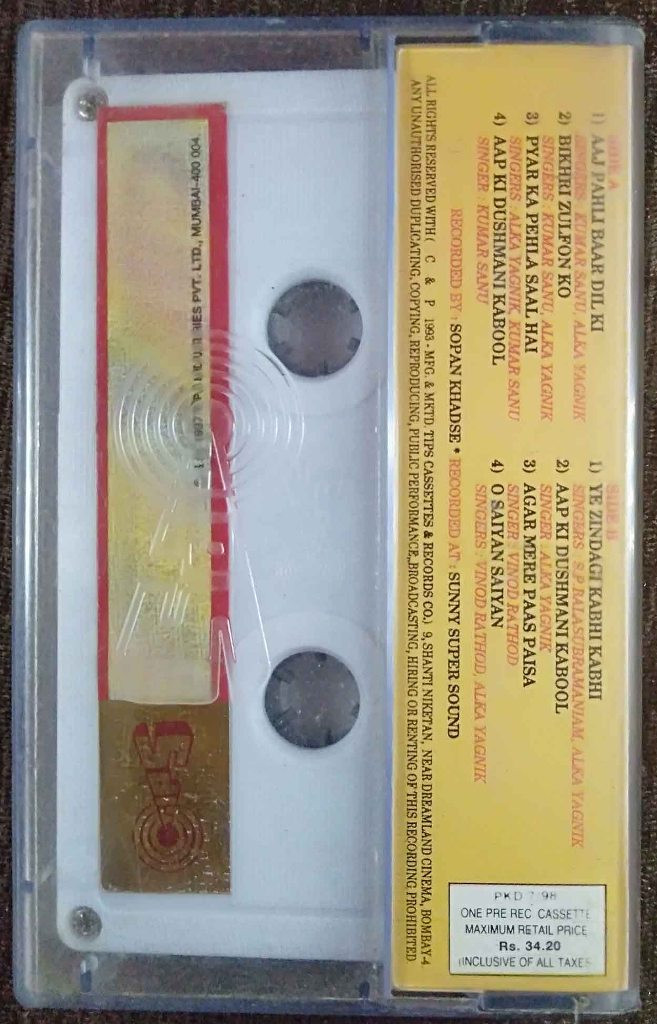 SIDE A
1) AAJ PAHLI BAAR DIL KI
SINGERS : KUMAR SANU, ALKA YAGNIK
2) BIKHRI ZULFON KO
SINGERS : KUMAR SANU, ALKA YAGNIK
3) PYAR KA PEHLA SAAL HAI
SINGERS : ALKA YAGNIK, KUMAR SANU
4) AAP KI DUSHMANI KABOOL
SINGER : KUMAR SANU
SIDE B
1) YE ZINDAGI KABHI KABHI
SINGERS : S.P BALASUBRAMANIAM, ALKA YAGNIK
2) AAP KI DUSHMANI KABOOL
SINGER : ALKA YAGNIK
3) AGAR MERE PAAS PAISA
SINGER : VINOD RATHOD
4) O SAIYAN SAIYAN
SINGERS : VINOD RATHOD, ALKA YAGNIK
RECORDED BY : SOPAN KHADSE * RECORDED AT : SUNNY SUPER SOUND
ALL RIGHTS RESERVED WITH ( C & P 1993 - MFG. & MKTD. TIPS CASSETTES & RECORDS CO.) 9, SHANTI NIKETAN, NEAR DREAMLAND CINEMA, BOMBAY-4
ANY UNAUTHORISED DUPLICATING, COPYING, REPRODUCING, PUBLIC PERFORMANCE, BROADCASTING, HIRING OR RENTING OF THIS RECORDING PROHIBITED
PKD 98
ONE PRE REC CASSETTE
MAXIMUM RETAIL PRICE
Rs. 34.20
(INCLUSIVE OF ALL TAXES
PVT. LTD., MUMBAI-400 004